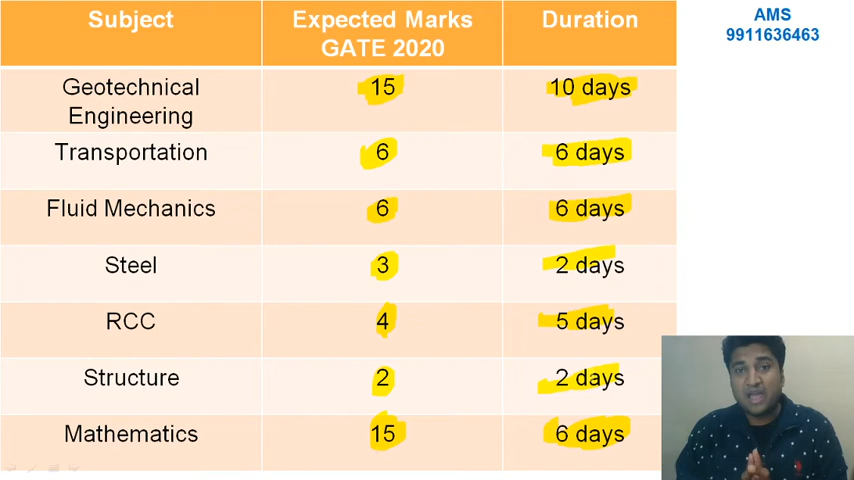 Subject Expected Marks GATE 2020 Duration
AMS
9911636463
Geotechnical Engineering 15 10 days
Transportation 6 6 days
Fluid Mechanics 6 6 days
Steel 3 2 days
RCC 4 5 days
Structure 2 2 days
Mathematics 15 6 days